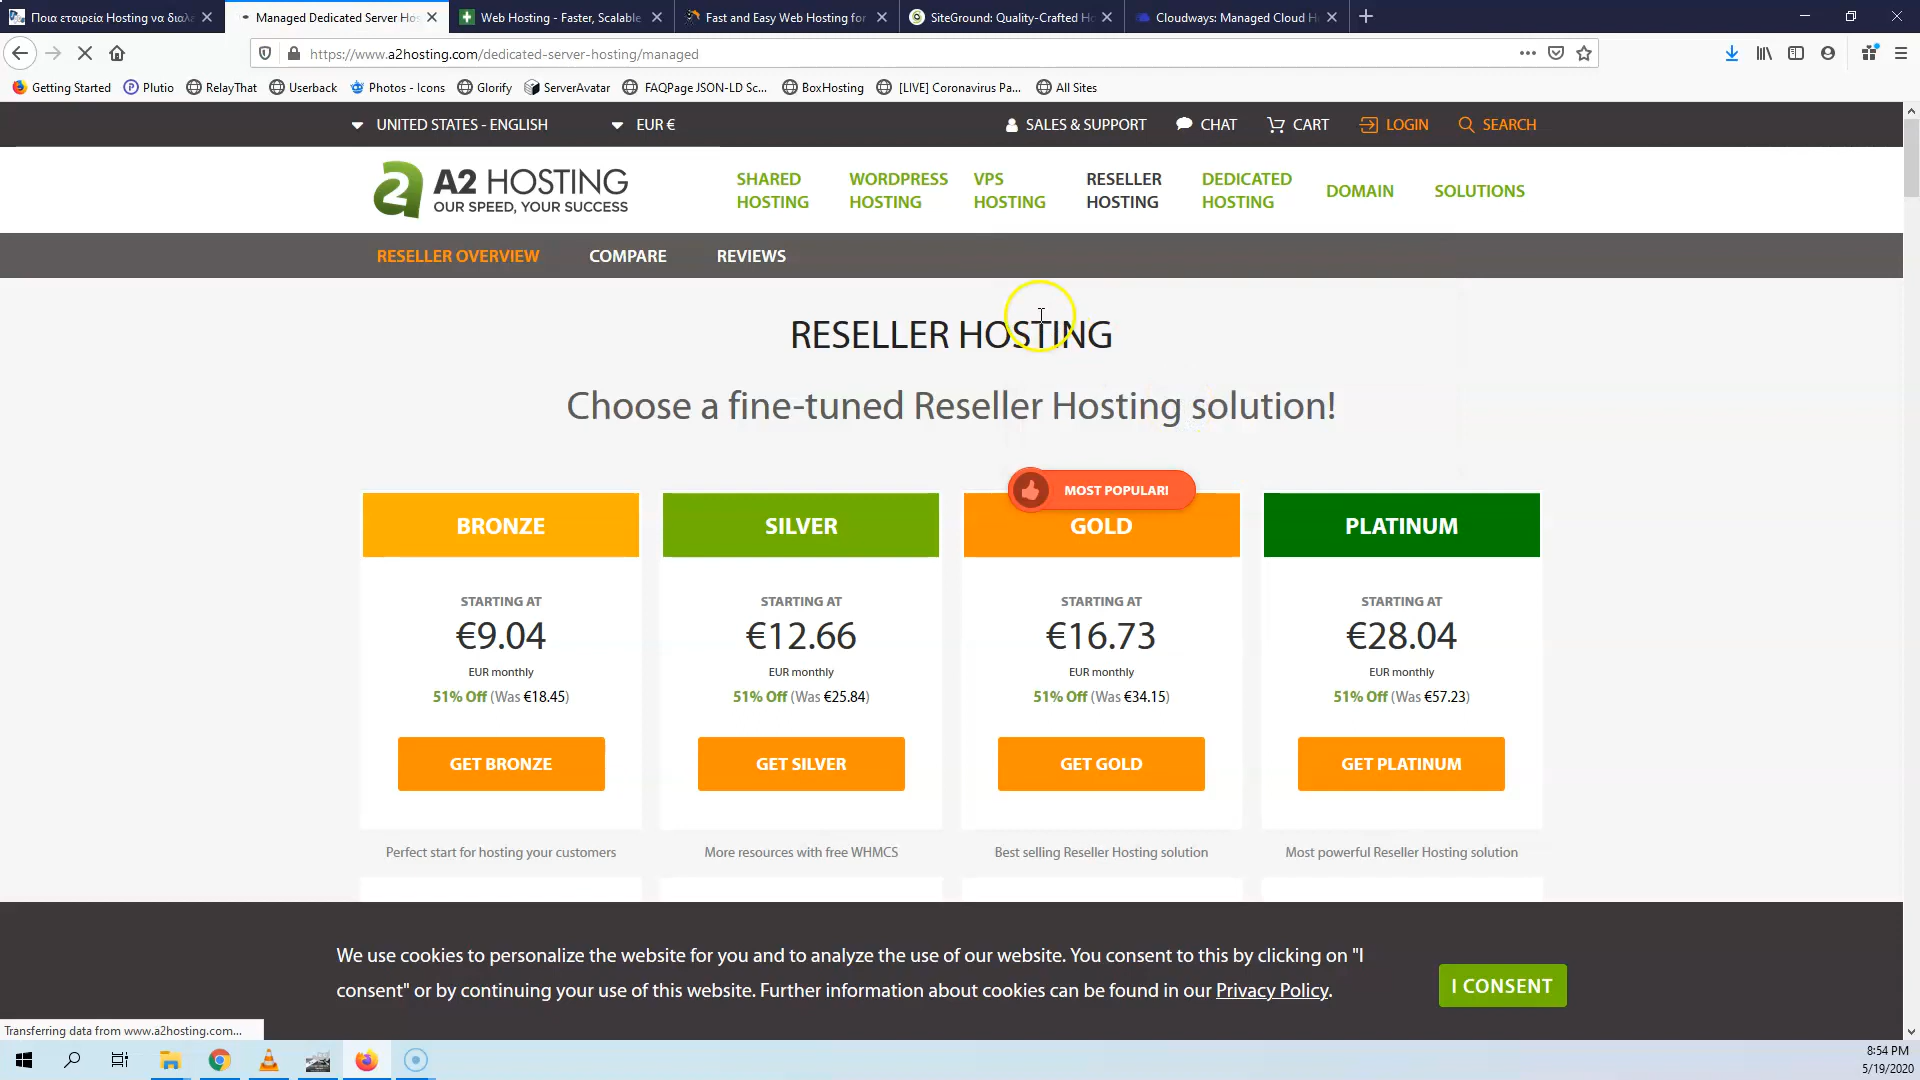 Ποια εταιρεία Hosting να διαλε
Managed Dedicated Server Hos
Web Hosting - Faster, Scalable
Fast and Easy Web Hosting for
SiteGround: Quality-Crafted Ho
Cloudways: Managed Cloud H
https://www.a2hosting.com/dedicated-server-hosting/managed
Getting Started
Plutio
RelayThat
Userback
Photos - Icons
Glorify
ServerAvatar
FAQPage JSON-LD Sc...
BoxHosting
[LIVE] Coronavirus Pa...
All Sites
UNITED STATES - ENGLISH
EUR €
SALES & SUPPORT
CHAT
CART
LOGIN
SEARCH
A2 HOSTING
OUR SPEED, YOUR SUCCESS
SHARED
HOSTING
WORDPRESS
HOSTING
VPS
HOSTING
RESELLER
HOSTING
DEDICATED
HOSTING
DOMAIN
SOLUTIONS
RESELLER OVERVIEW
COMPARE
REVIEWS
RESELLER HOSTING
Choose a fine-tuned Reseller Hosting solution!
BRONZE
STARTING AT
€9.04
EUR monthly
51% Off (Was €18.45)
GET BRONZE
Perfect start for hosting your customers
SILVER
STARTING AT
€12.66
EUR monthly
51% Off (Was €25.84)
GET SILVER
More resources with free WHMCS
MOST POPULAR!
GOLD
STARTING AT
€16.73
EUR monthly
51% Off (Was €34.15)
GET GOLD
Best selling Reseller Hosting solution
PLATINUM
STARTING AT
€28.04
EUR monthly
51% Off (Was €57.23)
GET PLATINUM
Most powerful Reseller Hosting solution
We use cookies to personalize the website for you and to analyze the use of our website. You consent to this by clicking on "I
consent" or by continuing your use of this website. Further information about cookies can be found in our Privacy Policy.
I CONSENT
Transferring data from www.a2hosting.com...
8:54 PM
5/19/2020